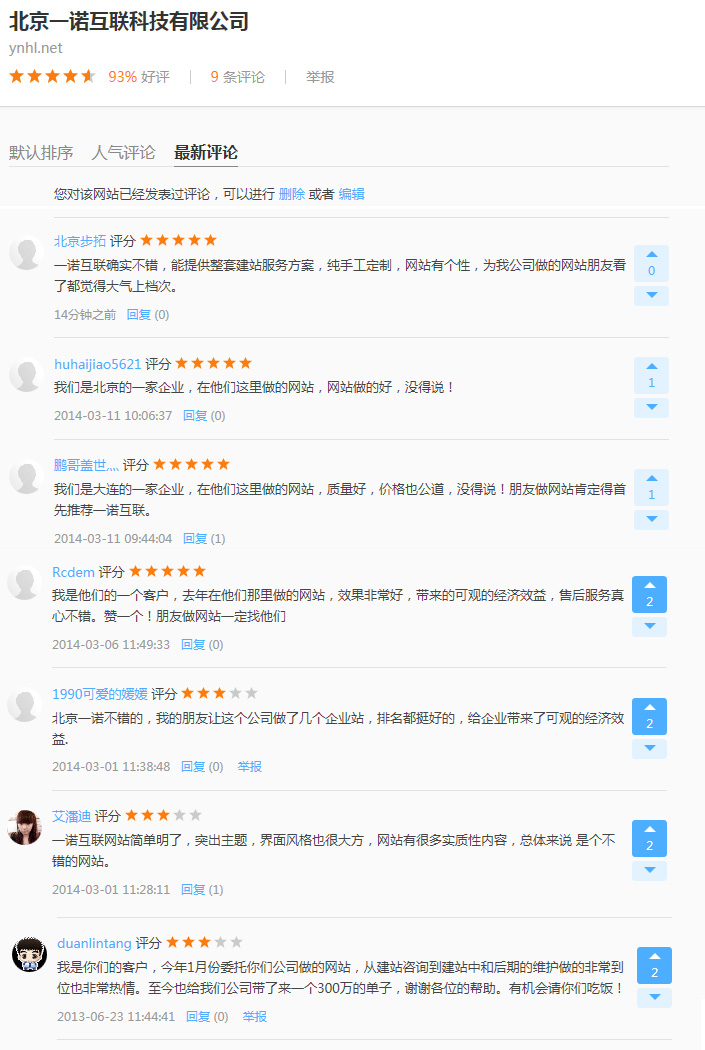 北京一诺互联科技有限公司
ynhl.net
93% 好评 9 条评论 举报
默认排序 人气评论 最新评论
您对该网站已经发表过评论，可以进行 删除 或者 编辑
北京步拓 评分
一诺互联确实不错，能提供整套建站服务方案，纯手工定制，网站有个性，为我公司做的网站朋友看
了都觉得大气上档次。
0
14分钟之前 回复 (0)
huhaijiao5621 评分
我们是北京的一家企业，在他们这里做的网站，网站做的好，没得说！
1
2014-03-11 10:06:37 回复 (0)
鹏哥盖世,,,, 评分
我们是大连的一家企业，在他们这里做的网站，质量好，价格也公道，没得说！朋友做网站肯定得首
先推荐一诺互联。
1
2014-03-11 09:44:04 回复 (1)
Rcdem 评分
我是他们的一个客户，去年在他们那里做的网站，效果非常好，带来的可观的经济效益，售后服务真
心不错。赞一个！朋友做网站一定找他们
2
2014-03-06 11:49:33 回复 (0)
1990可爱的媛媛 评分
北京一诺不错的，我的朋友让这个公司做了几个企业站，排名都挺好的，给企业带来了可观的经济效
益.
2
2014-03-01 11:38:48 回复 (0) 举报
艾潘迪 评分
一诺互联网站简单明了，突出主题，界面风格也很大方，网站有很多实质性内容，总体来说 是个不
错的网站。
2
2014-03-01 11:28:11 回复 (1)
duanlintang 评分
我是你们的客户，今年1月份委托你们公司做的网站，从建站咨询到建站中和后期的维护做的非常到
位也非常热情。至今也给我们公司带了来一个300万的单子，谢谢各位的帮助。有机会请你们吃饭！
2
2013-06-23 11:44:41 回复 (0) 举报